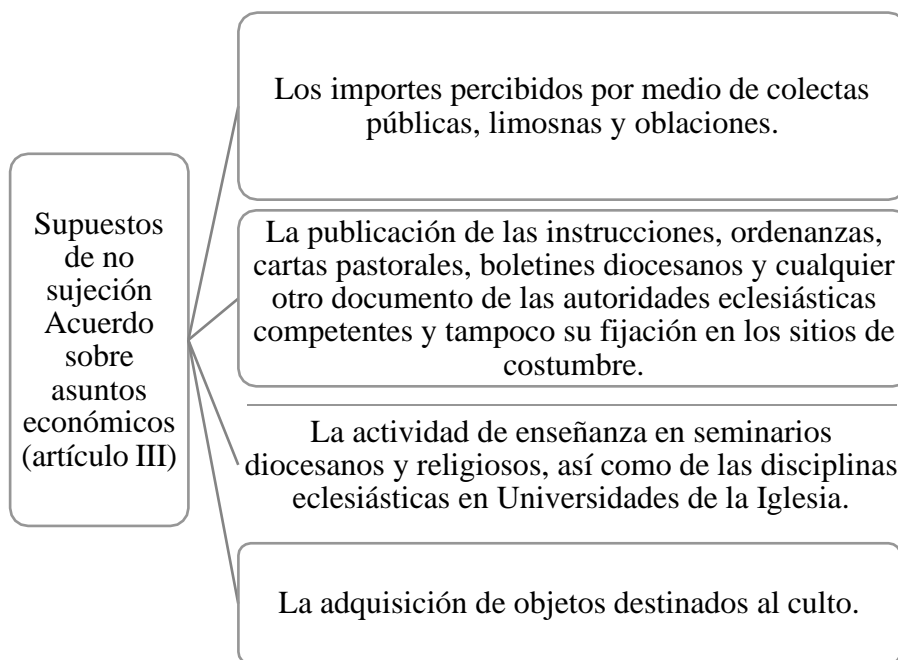 Supuestos
de no
sujeción
Acuerdo
sobre
asuntos
económicos
(artículo III)
Los importes percibidos por medio de colectas
públicas, limosnas y oblaciones.
La publicación de las instrucciones, ordenanzas,
cartas pastorales, boletines diocesanos y cualquier
otro documento de las autoridades eclesiásticas
competentes y tampoco su fijación en los sitios de
costumbre.
La actividad de enseñanza en seminarios
diocesanos y religiosos, así como de las disciplinas
eclesiásticas en Universidades de la Iglesia.
La adquisición de objetos destinados al culto.